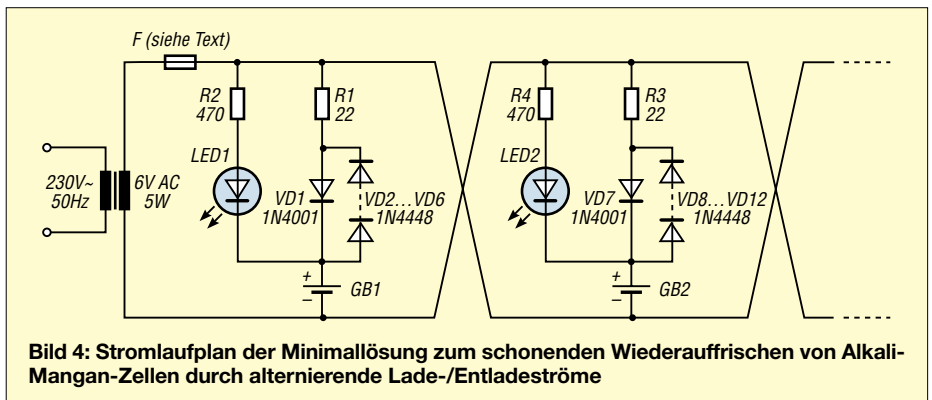 F (siehe Text)
R2
470
R1
22
R4
470
R3
22
LED1
LED2
230V~
50Hz
6V AC
5W
VD1
1N4001
VD2...VD6
1N4448
VD7
1N4001
VD8...VD12
1N4448
+
–
GB1
+
–
GB2
Bild 4: Stromlaufplan der Minimallösung zum schonenden Wiederauffrischen von Alkali-
Mangan-Zellen durch alternierende Lade-/Entladeströme